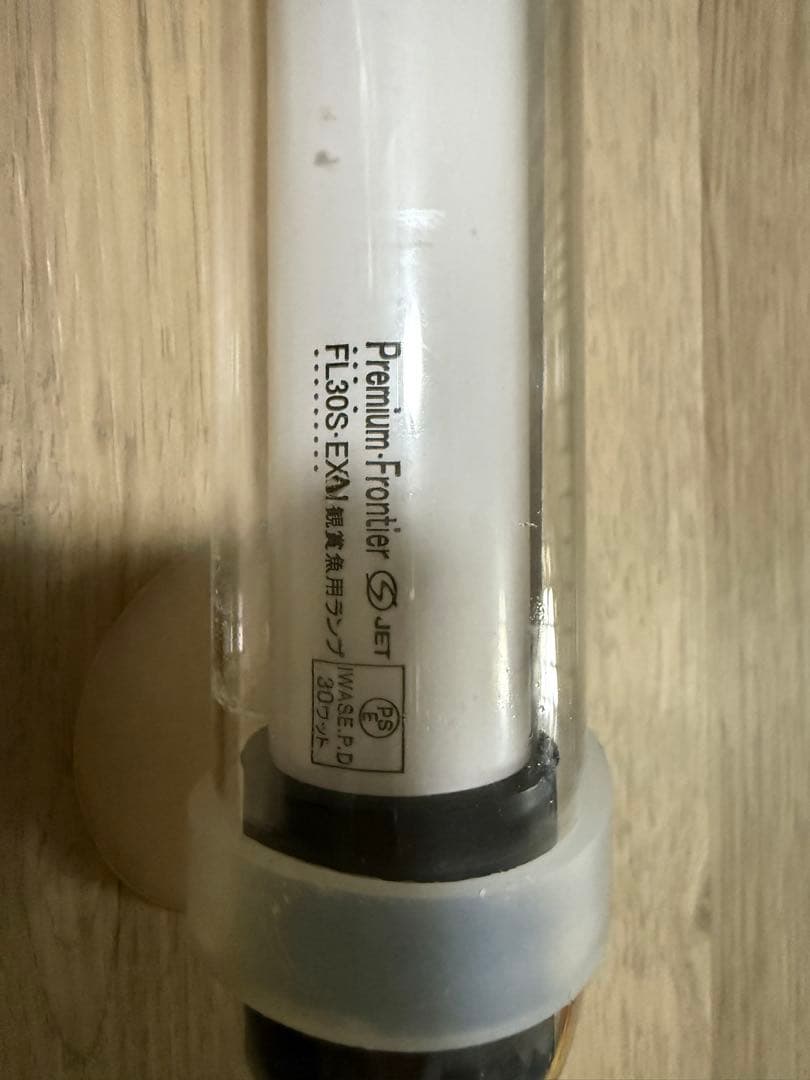 Premium・Frontier S JET
FL30S・EXA 観賞魚用ランプ
PS
E
IWASE.P.D
30ワット